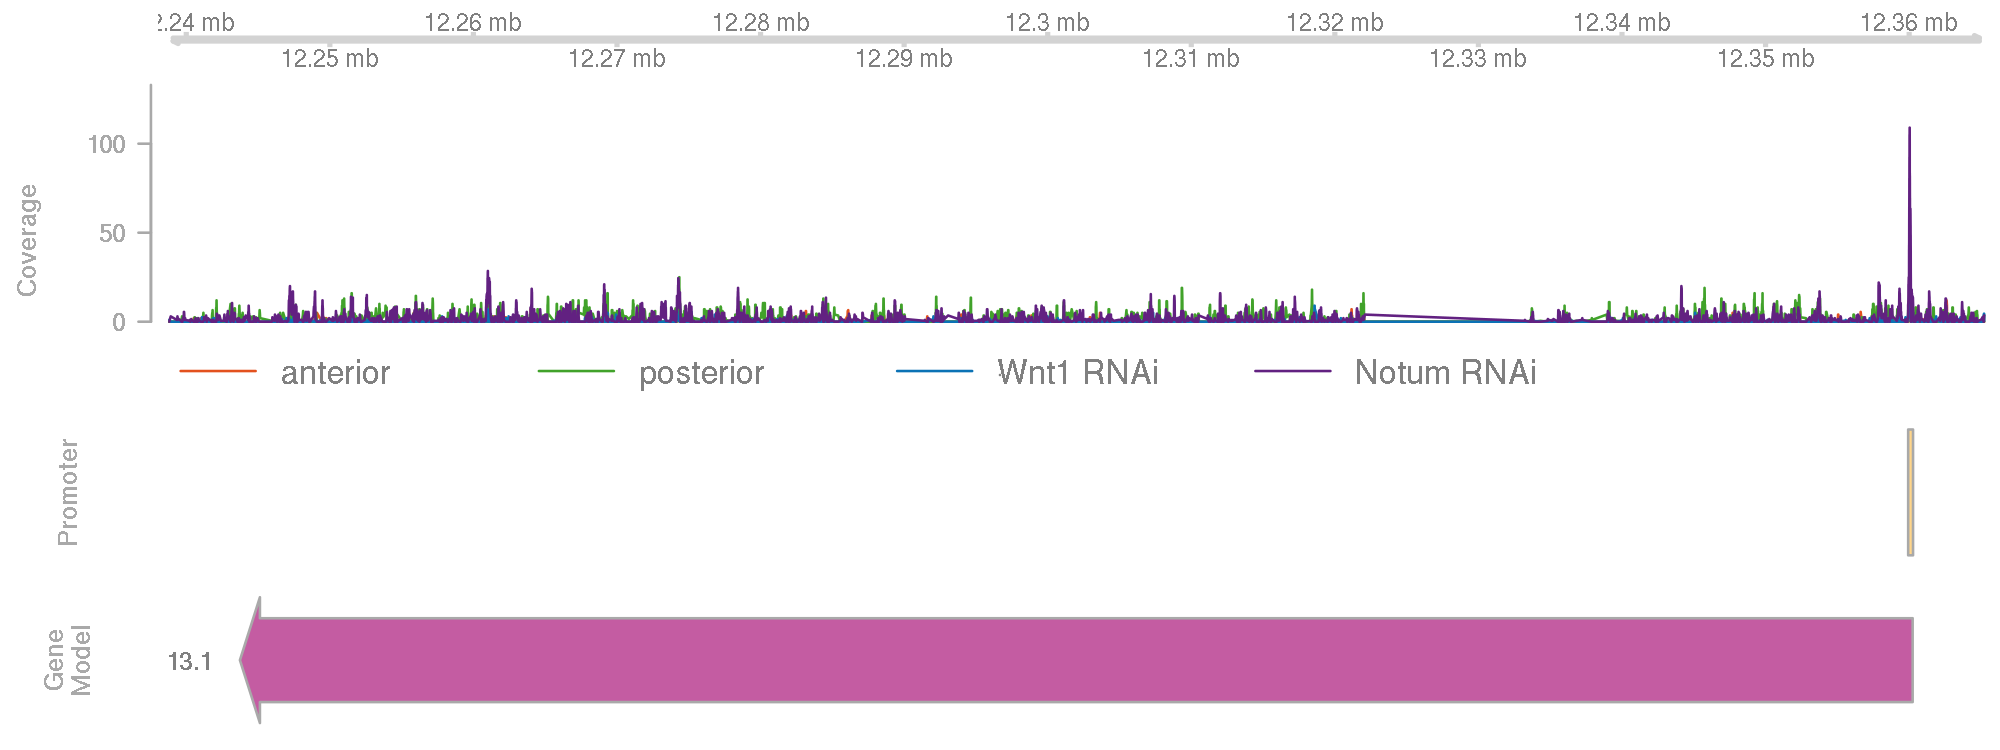 .24 mb 12.26 mb 12.28 mb 12.3 mb 12.32 mb 12.34 mb 12.36 mb
12.25 mb 12.27 mb 12.29 mb 12.31 mb 12.33 mb 12.35 mb
Coverage
100
50
0
anterior posterior Wnt1 RNAi Notum RNAi
Promoter
Gene
Model
13.1